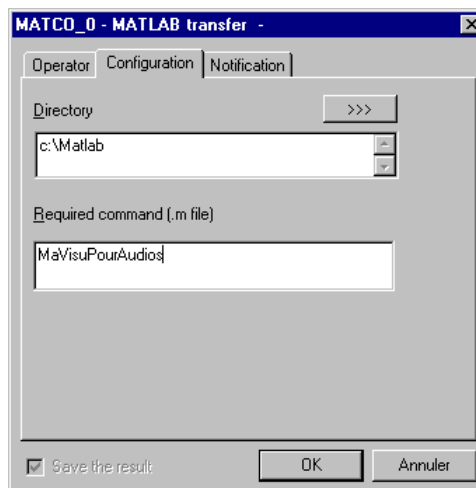 MATCO_0 - MATLAB transfer -
Operator Configuration Notification
Directory >>>
c:\Matlab
Required command (.m file)
MaVisuPourAudios
Save the result OK Annuler